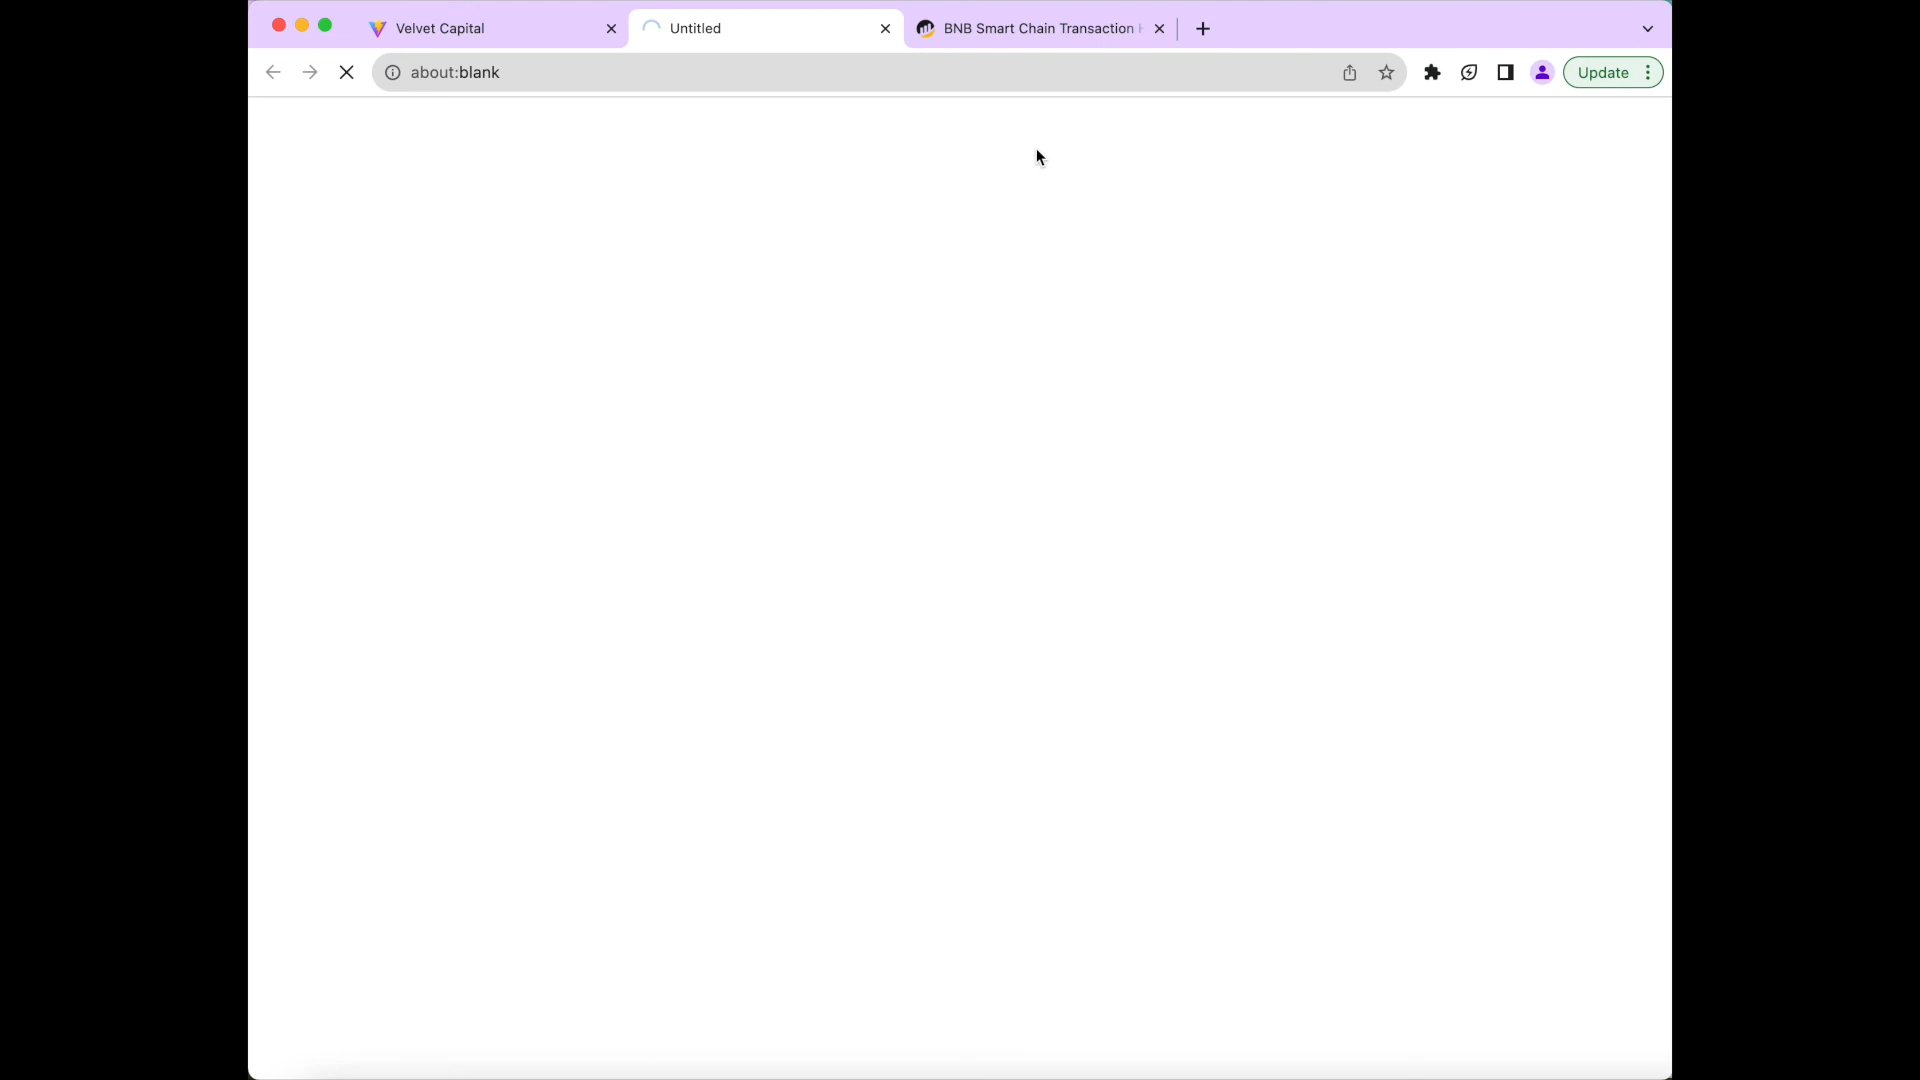 Velvet Capital
Untitled
BNB Smart Chain Transaction
about:blank
Update